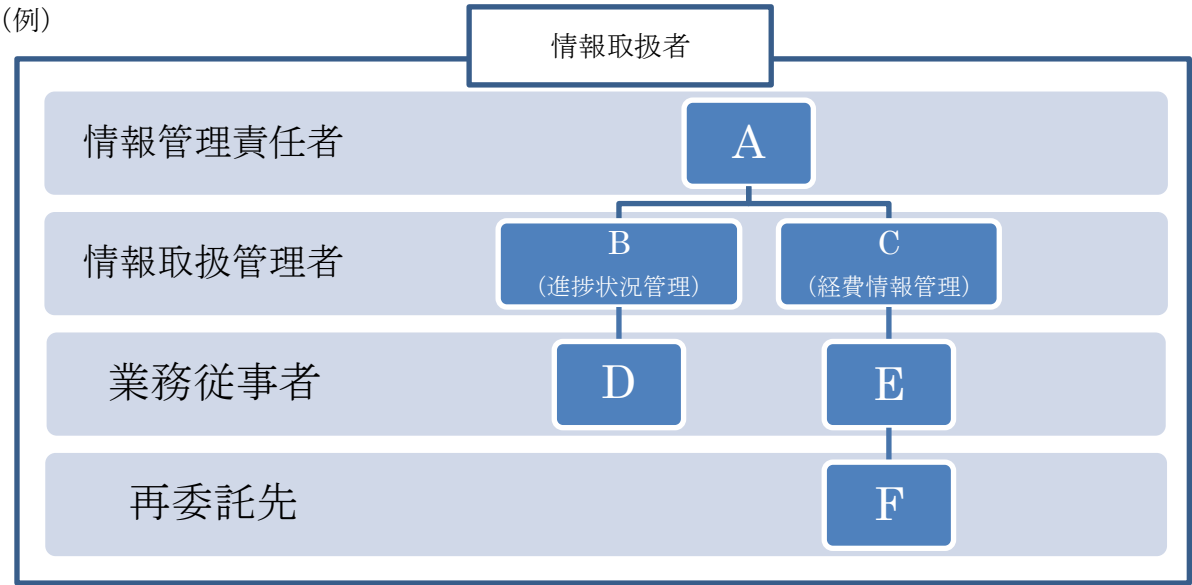 (例)
情報取扱者
情報管理責任者
A
情報取扱管理者
B
(進捗状況管理)
C
(経費情報管理)
業務従事者
D
E
再委託先
F